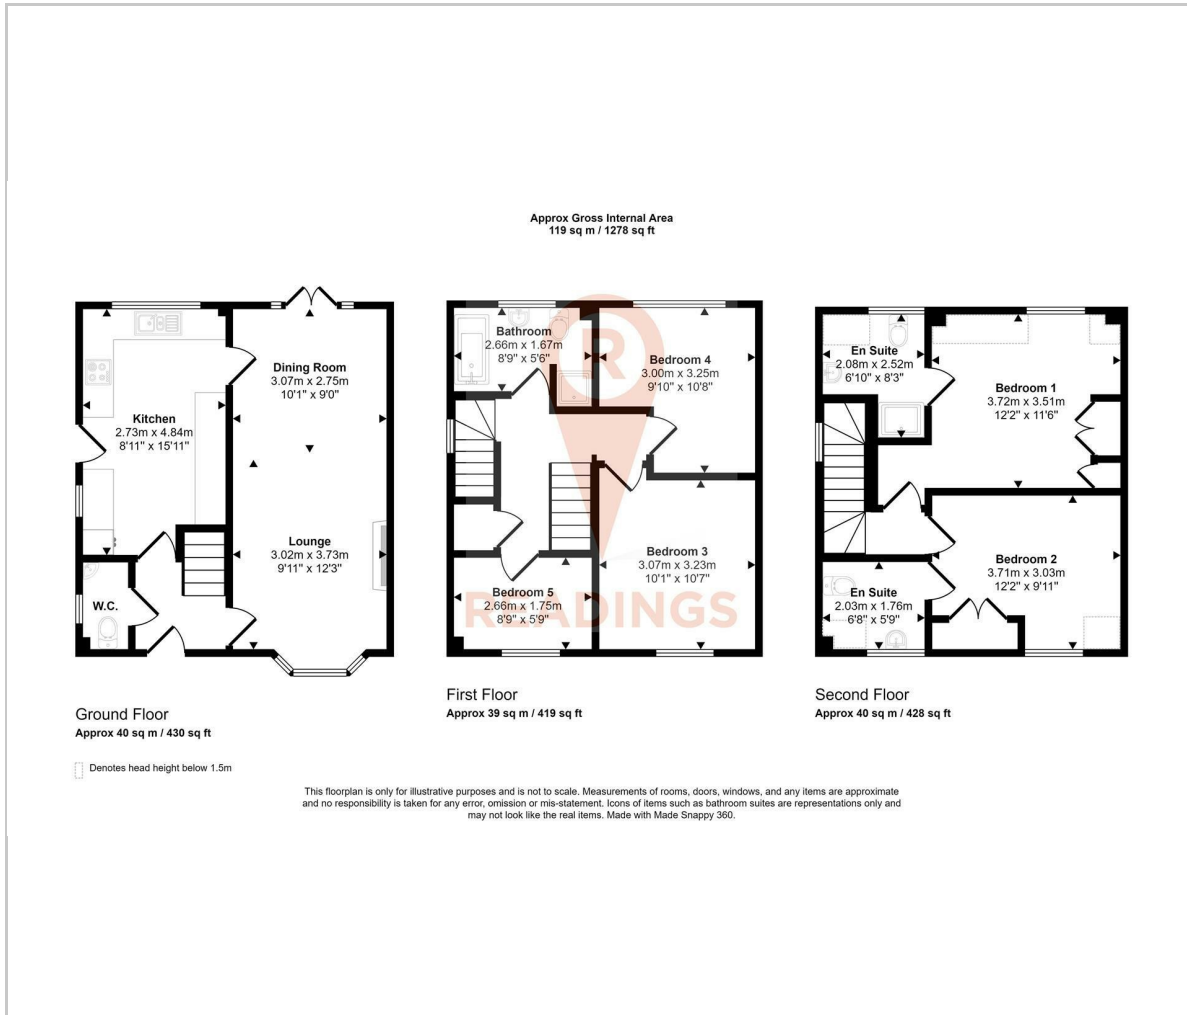 Approx Gross Internal Area
119 sq m / 1278 sq ft
Dining Room
3.07m x 2.75m
10'1" x 9'0"
Kitchen
2.73m x 4.84m
8'11" x 15'11"
Lounge
3.02m x 3.73m
9'11" x 12'3"
W.C.
Ground Floor
Approx 40 sq m / 430 sq ft
Denotes head height below 1.5m
Bathroom
2.66m x 1.67m
8'9" x 5'6"
R
Bedroom 4
3.00m x 3.25m
9'10" x 10'8"
Bedroom 3
3.07m x 3.23m
10'1" x 10'7"
Bedroom 5
2.66m x 1.75m
8'9" x 5'9"
READINGS
First Floor
Approx 39 sq m / 419 sq ft
En Suite
2.08m x 2.52m
6'10" x 8'3"
Bedroom 1
3.72m x 3.51m
12'2" x 11'6"
Bedroom 2
3.71m x 3.03m
12'2" x 9'11"
En Suite
2.03m x 1.76m
6'8" x 5'9"
Second Floor
Approx 40 sq m / 428 sq ft
This floorplan is only for illustrative purposes and is not to scale. Measurements of rooms, doors, windows, and any items are approximate
and no responsibility is taken for any error, omission or mis-statement. Icons of items such as bathroom suites are representations only and
may not look like the real items. Made with Made Snappy 360.